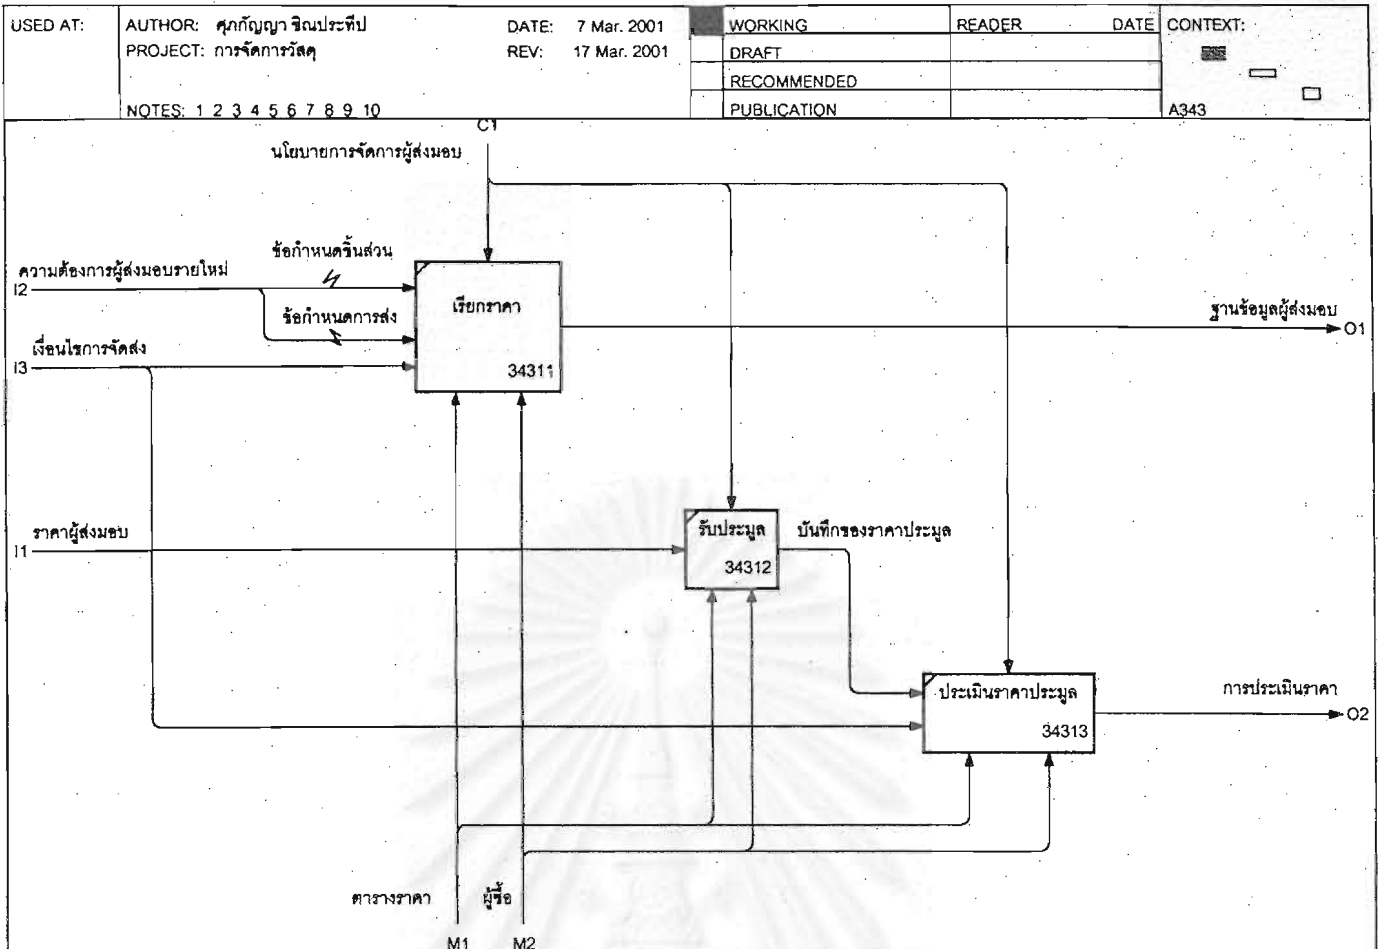 USED AT:
AUTHOR: ศุภกัญญา ชิณประทีป
DATE: 7 Mar. 2001
PROJECT: การจัดการวัสดุ
REV: 17 Mar. 2001
NOTES: 1 2 3 4 5 6 7 8 9 10
WORKING
DRAFT
RECOMMENDED
PUBLICATION
READER DATE
CONTEXT:
A343
C1
นโยบายการจัดการผู้ส่งมอบ
ข้อกำหนดชิ้นส่วน
ความต้องการผู้ส่งมอบรายใหม่
I2
ข้อกำหนดการส่ง
เงื่อนไขการจัดส่ง
I3
เรียกราคา
34311
ฐานข้อมูลผู้ส่งมอบ
O1
ราคาผู้ส่งมอบ
I1
รับประมูล
34312
บันทึกของราคาประมูล
ประเมินราคาประมูล
34313
การประเมินราคา
O2
ตารางราคา
ผู้ซื้อ
M1
M2